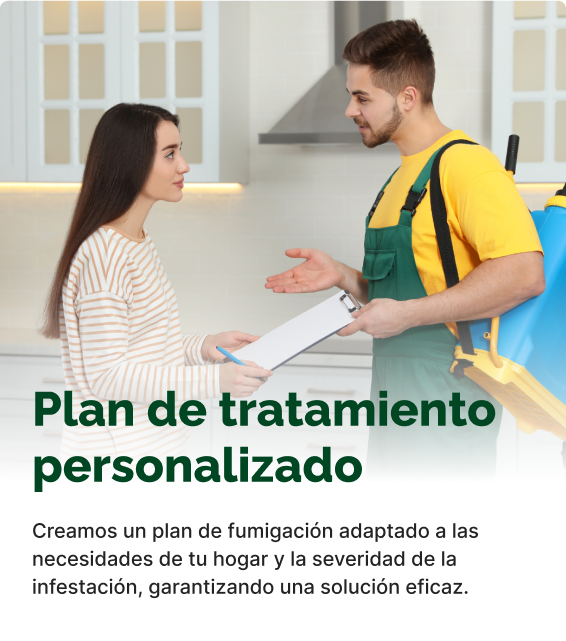 Plan de tratamiento
personalizado
Creamos un plan de fumigación adaptado a las
necesidades de tu hogar y la severidad de la
infestación, garantizando una solución eficaz.